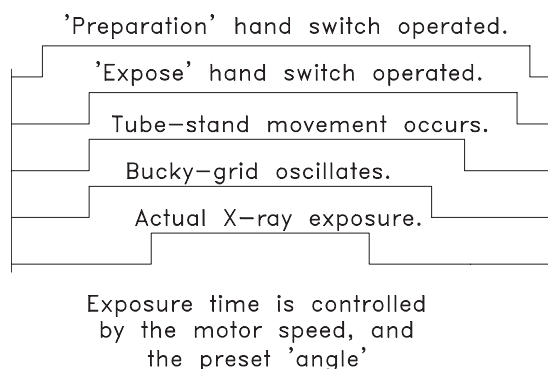 'Preparation' hand switch operated.
'Expose' hand switch operated.
Tube-stand movement occurs.
Bucky-grid oscillates.
Actual X-ray exposure.
Exposure time is controlled
by the motor speed, and
the preset 'angle'